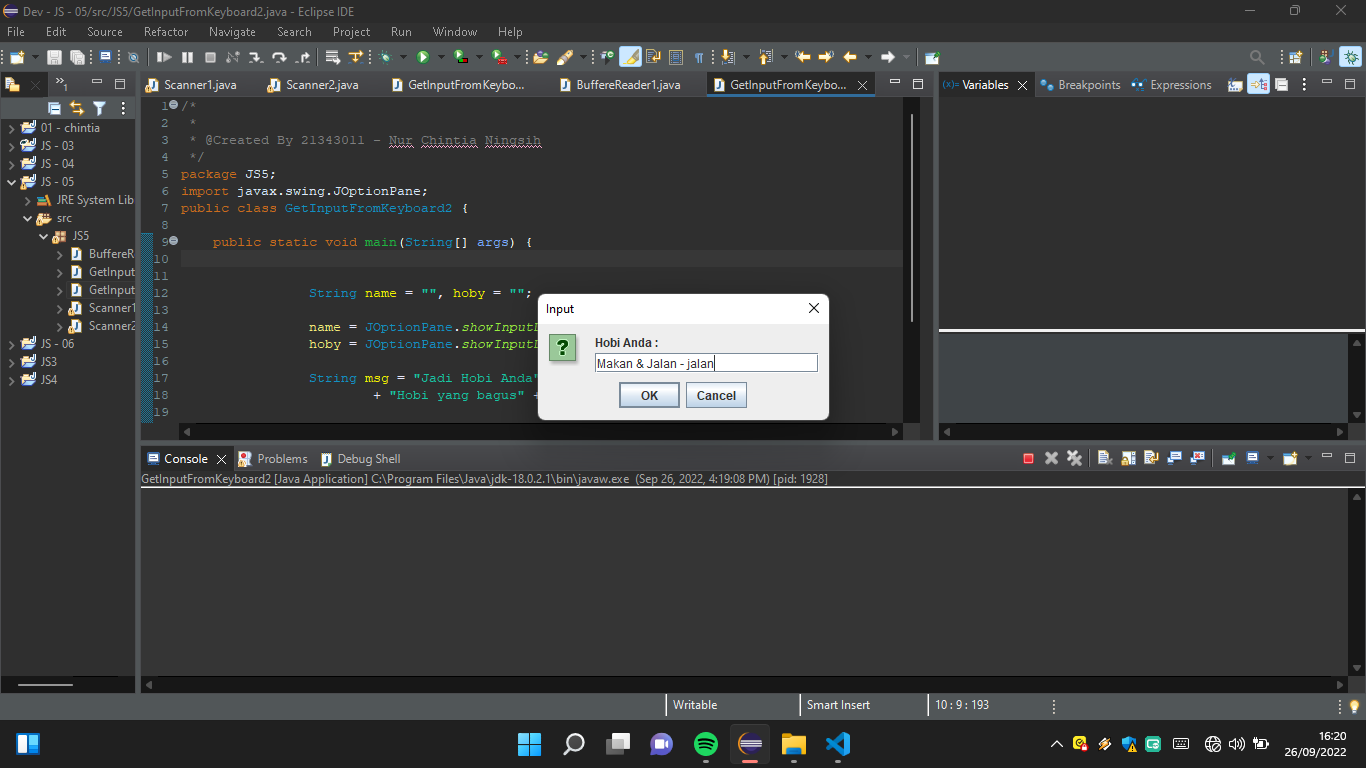 Dev - JS - 05/src/JS5/GetInputFromKeyboard2.java - Eclipse IDE
File Edit Source Refactor Navigate Search Project Run Window Help
Scanner1.java Scanner2.java GetInputFromKeybo... BuffereReader1.java GetInputFromKeybo...
(x)= Variables Breakpoints Expressions
01 - chintia
JS - 03
JS - 04
JS - 05
JRE System Lib
src
JS5
BuffereR
GetInput
GetInput
Scanner1
Scanner2
JS - 06
JS3
JS4
1 /*
2 *
3 * @Created By 21343011 - Nur Chintia Ningsih
4 */
5 package JS5;
6 import javax.swing.JOptionPane;
7 public class GetInputFromKeyboard2 {
8
9 public static void main(String[] args) {
10
11
12 String name = "", hoby = "";
13
14 name = JOptionPane.showInput
15 hoby = JOptionPane.showInput
16
17 String msg = "Jadi Hobi Anda"
18 + "Hobi yang bagus" +
19
Input
?
Hobi Anda :
Makan & Jalan - jalan
OK Cancel
Console Problems Debug Shell
GetInputFromKeyboard2 [Java Application] C:\Program Files\Java\jdk-18.0.2.1\bin\javaw.exe (Sep 26, 2022, 4:19:08 PM) [pid: 1928]
Writable Smart Insert 10 : 9 : 193
16:20
26/09/2022